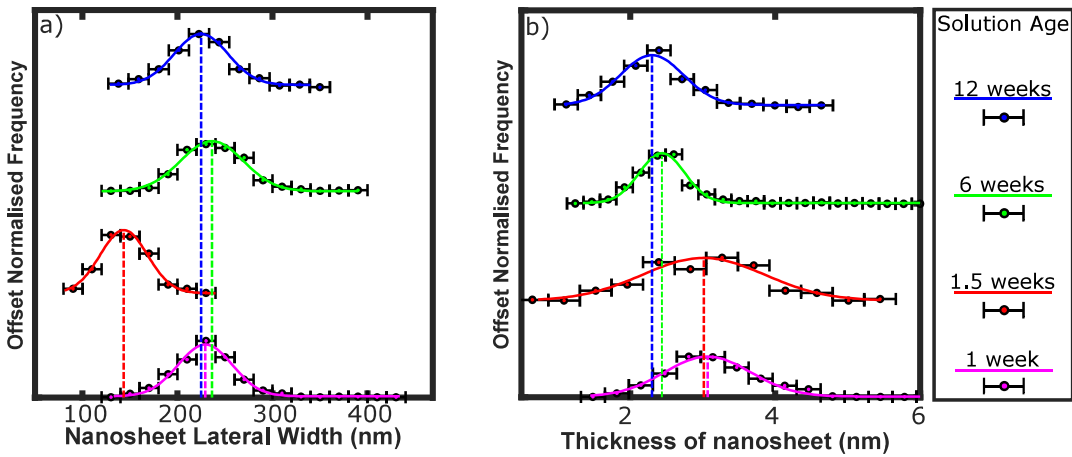 a)
Offset Normalised Frequency
100 200 300 400
Nanosheet Lateral Width (nm)
b)
Offset Normalised Frequency
2 4 6
Thickness of nanosheet (nm)
Solution Age
12 weeks
6 weeks
1.5 weeks
1 week